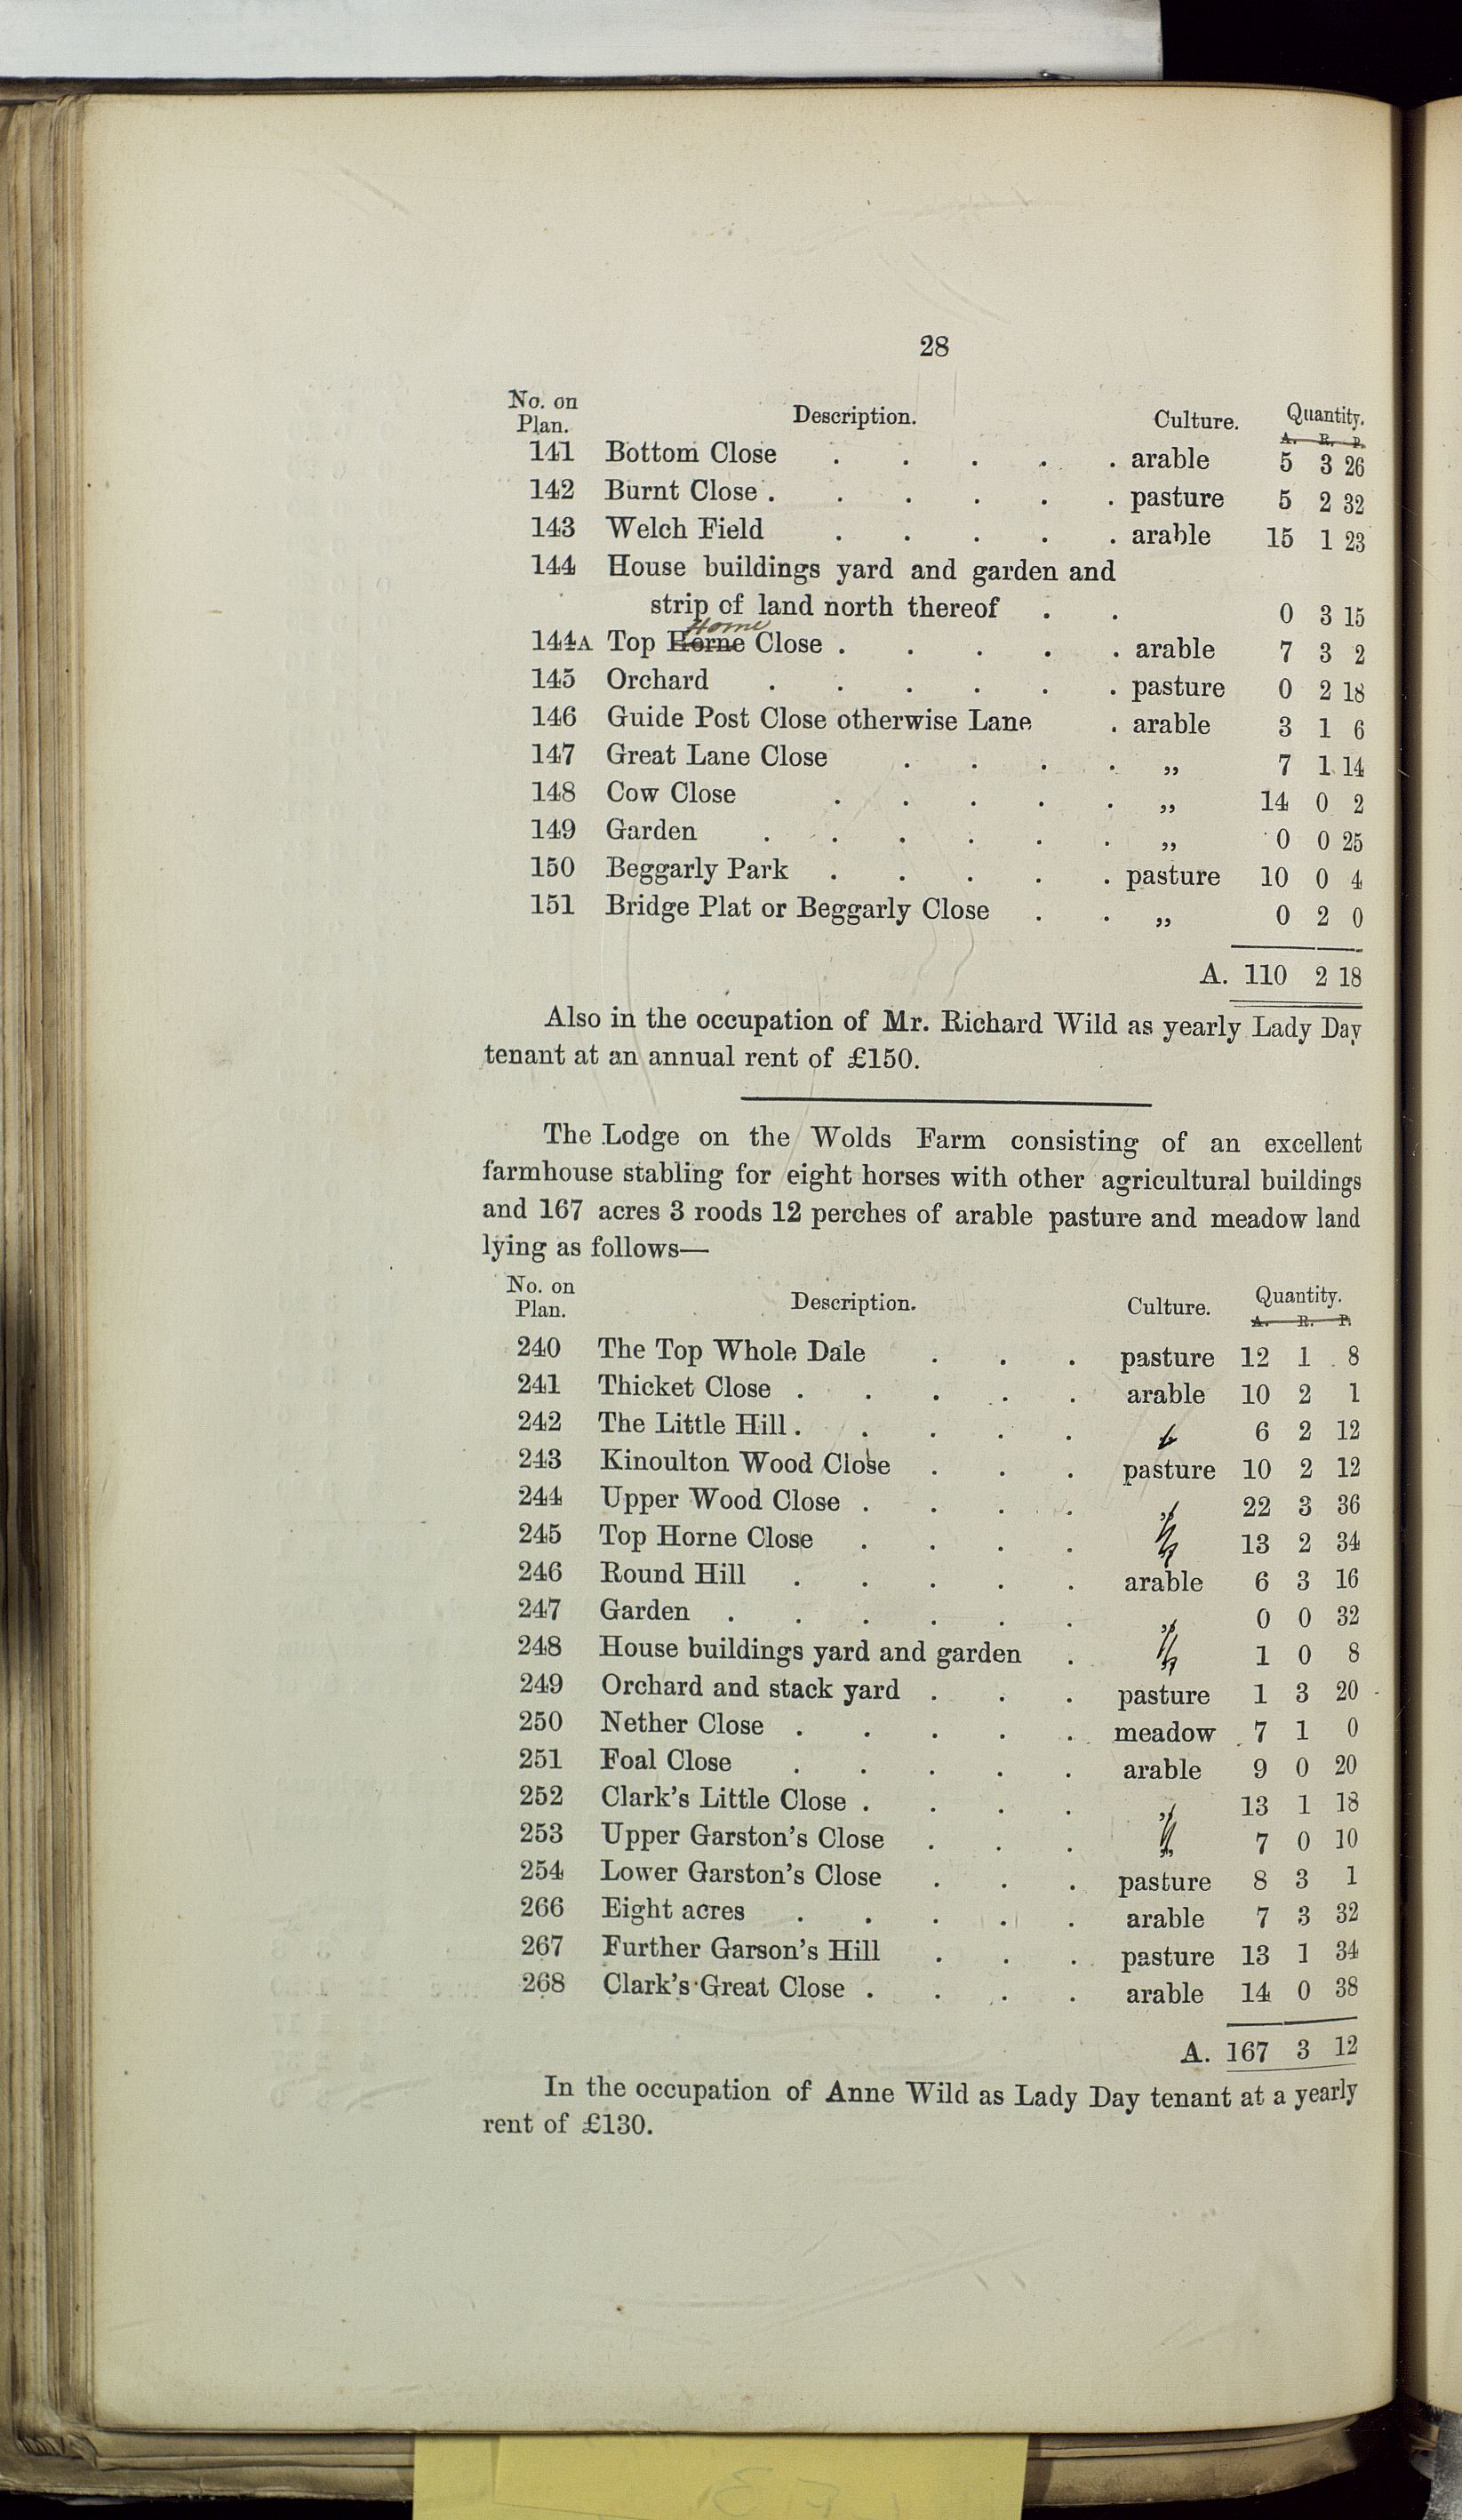 28
No. on Plan. Description. Culture. Quantity.
A. R. P.
141 Bottom Close . . . . . arable 5 3 26
142 Burnt Close . . . . . . pasture 5 2 32
143 Welch Field . . . . . arable 15 1 23
144 House buildings yard and garden and
strip of land north thereof . . 0 3 15
Home
144A Top Horne Close . . . . . arable 7 3 2
145 Orchard . . . . . . pasture 0 2 18
146 Guide Post Close otherwise Lane . arable 3 1 6
147 Great Lane Close . . . . „ 7 1 14
148 Cow Close . . . . . „ 14 0 2
149 Garden . . . . . . „ 0 0 25
150 Beggarly Park . . . . . pasture 10 0 4
151 Bridge Plat or Beggarly Close . . „ 0 2 0
A. 110 2 18
Also in the occupation of Mr. Richard Wild as yearly Lady Day
tenant at an annual rent of £150.
The Lodge on the Wolds Farm consisting of an excellent
farmhouse stabling for eight horses with other agricultural buildings
and 167 acres 3 roods 12 perches of arable pasture and meadow land
lying as follows—
No. on Plan. Description. Culture. Quantity.
A. R. P.
240 The Top Whole Dale . . . pasture 12 1 8
241 Thicket Close . . . . . arable 10 2 1
242 The Little Hill . . . . . „ 6 2 12
243 Kinoulton Wood Close . . . pasture 10 2 12
244 Upper Wood Close . . . . „ 22 3 36
245 Top Horne Close . . . . „ 13 2 34
246 Round Hill . . . . . arable 6 3 16
247 Garden . . . . . . „ 0 0 32
248 House buildings yard and garden . „ 1 0 8
249 Orchard and stack yard . . . pasture 1 3 20
250 Nether Close . . . . . meadow 7 1 0
251 Foal Close . . . . . arable 9 0 20
252 Clark's Little Close . . . . „ 13 1 18
253 Upper Garston's Close . . . „ 7 0 10
254 Lower Garston's Close . . . pasture 8 3 1
266 Eight acres . . . . . arable 7 3 32
267 Further Garson's Hill . . . pasture 13 1 34
268 Clark's Great Close . . . . arable 14 0 38
A. 167 3 12
In the occupation of Anne Wild as Lady Day tenant at a yearly
rent of £130.